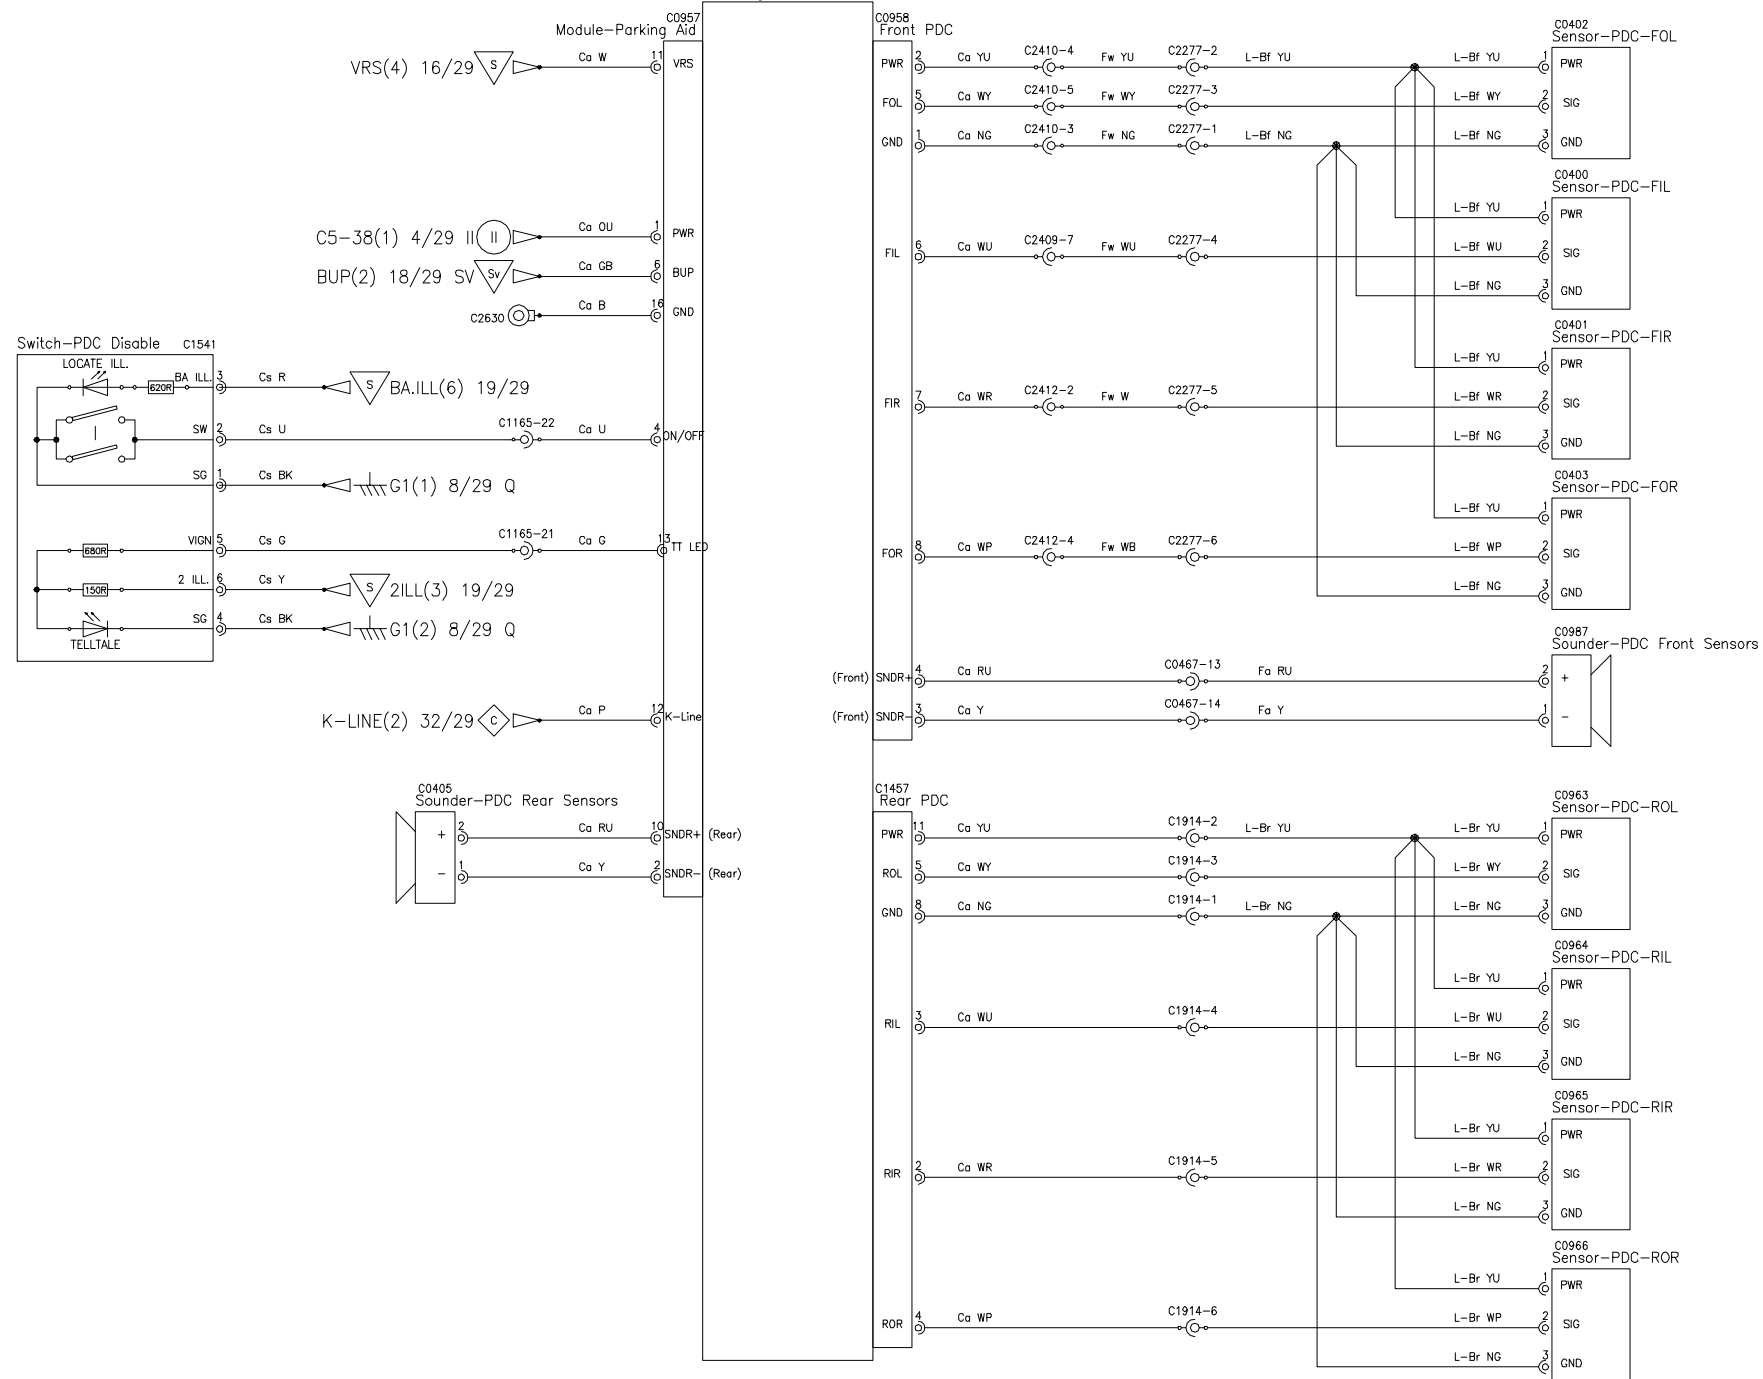 C0957
Module-Parking Aid
VRS(4) 16/29 S Ca W 11 VRS
C5-38(1) 4/29 II II Ca OU 1 PWR
BUP(2) 18/29 SV Sv Ca GB 6 BUP
C2630 Ca B 16 GND
Switch-PDC Disable C1541
LOCATE ILL.
620R BA ILL. 3 Cs R S BA.ILL(6) 19/29
SW 2 Cs U C1165-22 Ca U 4 ON/OFF
SG 1 Cs BK G1(1) 8/29 Q
680R VIGN 5 Cs G C1165-21 Ca G 13 TT LED
150R 2 ILL. 6 Cs Y S 2ILL(3) 19/29
SG 4 Cs BK G1(2) 8/29 Q
TELLTALE
K-LINE(2) 32/29 C Ca P 12 K-Line
C0405
Sounder-PDC Rear Sensors
+ 2 Ca RU 10 SNDR+ (Rear)
- 1 Ca Y 2 SNDR- (Rear)
C0958
Front PDC
C0402
Sensor-PDC-FOL
PWR 2 Ca YU C2410-4 Fw YU C2277-2 L-Bf YU L-Bf YU 1 PWR
FOL 5 Ca WY C2410-5 Fw WY C2277-3 L-Bf WY 2 SIG
GND 1 Ca NG C2410-3 Fw NG C2277-1 L-Bf NG L-Bf NG 3 GND
C0400
Sensor-PDC-FIL
L-Bf YU 1 PWR
FIL 6 Ca WU C2409-7 Fw WU C2277-4 L-Bf WU 2 SIG
L-Bf NG 3 GND
C0401
Sensor-PDC-FIR
L-Bf YU 1 PWR
FIR 7 Ca WR C2412-2 Fw W C2277-5 L-Bf WR 2 SIG
L-Bf NG 3 GND
C0403
Sensor-PDC-FOR
L-Bf YU 1 PWR
FOR 8 Ca WP C2412-4 Fw WB C2277-6 L-Bf WP 2 SIG
L-Bf NG 3 GND
C0987
Sounder-PDC Front Sensors
(Front) SNDR+ 4 Ca RU C0467-13 Fa RU 2 +
(Front) SNDR- 3 Ca Y C0467-14 Fa Y 1 -
C1457
Rear PDC
C0963
Sensor-PDC-ROL
PWR 11 Ca YU C1914-2 L-Br YU L-Br YU 1 PWR
ROL 5 Ca WY C1914-3 L-Br WY 2 SIG
GND 8 Ca NG C1914-1 L-Br NG L-Br NG 3 GND
C0964
Sensor-PDC-RIL
L-Br YU 1 PWR
RIL 3 Ca WU C1914-4 L-Br WU 2 SIG
L-Br NG 3 GND
C0965
Sensor-PDC-RIR
L-Br YU 1 PWR
RIR 2 Ca WR C1914-5 L-Br WR 2 SIG
L-Br NG 3 GND
C0966
Sensor-PDC-ROR
L-Br YU 1 PWR
ROR 4 Ca WP C1914-6 L-Br WP 2 SIG
L-Br NG 3 GND